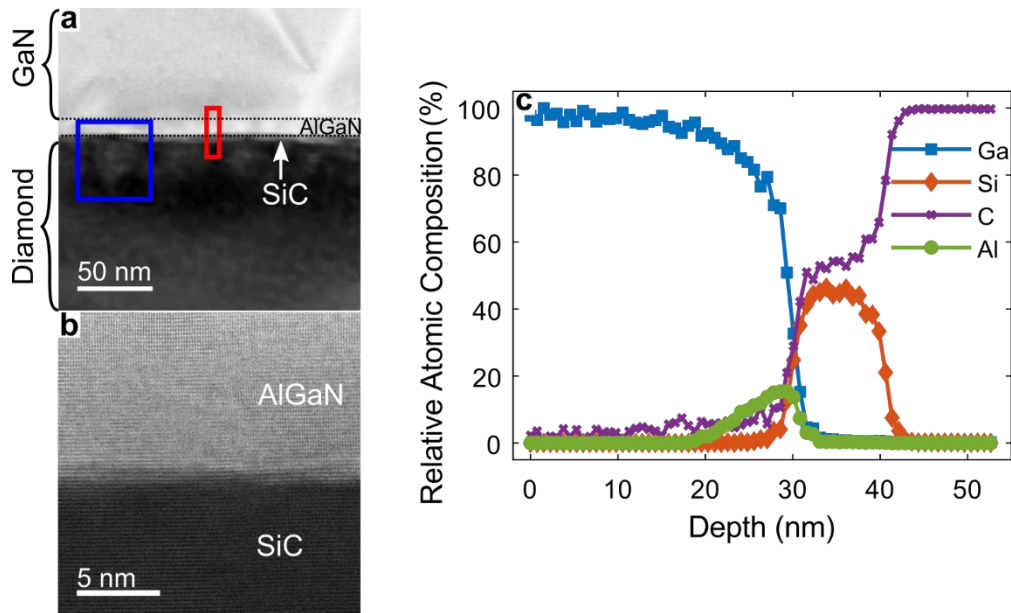 a
GaN
AlGaN
SiC
Diamond
50 nm
b
AlGaN
SiC
5 nm
c
Relative Atomic Composition (%)
100
80
60
40
20
0
Ga
Si
C
Al
0 10 20 30 40 50
Depth (nm)